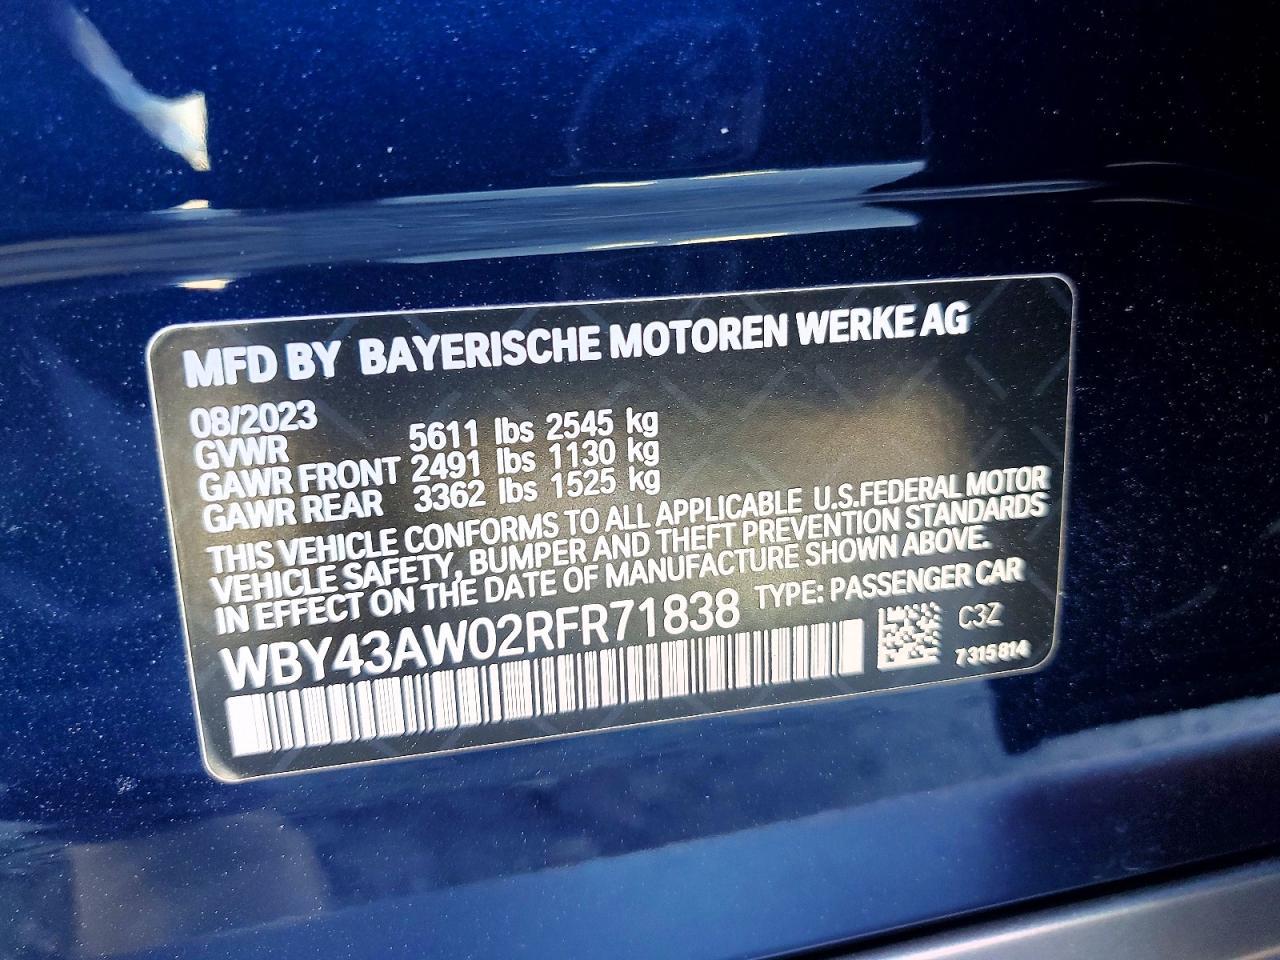 MFD BY BAYERISCHE MOTOREN WERKE AG
08/2023
GVWR 5611 lbs 2545 kg
GAWR FRONT 2491 lbs 1130 kg
GAWR REAR 3362 lbs 1525 kg
THIS VEHICLE CONFORMS TO ALL APPLICABLE U.S.FEDERAL MOTOR
VEHICLE SAFETY, BUMPER AND THEFT PREVENTION STANDARDS
IN EFFECT ON THE DATE OF MANUFACTURE SHOWN ABOVE.
WBY43AW02RFR71838 TYPE: PASSENGER CAR
C3Z
7315814